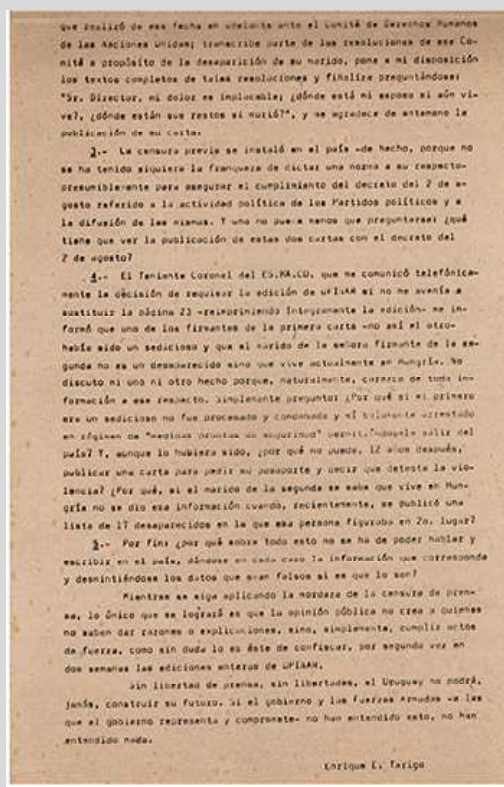 que realizó de esa fecha en adelante ante el Comité de Derechos Humanos
de las Naciones Unidas; transcribe parte de las resoluciones de ese Co-
mité a propósito de la desaparición de su marido, pone a mi disposición
los textos completos de tales resoluciones y finaliza preguntándose:
"Sr. Director, mi dolor es implacable; ¿dónde está mi esposo si aún vi-
ve?, ¿dónde están sus restos si murió?", y me agradece de antemano la
publicación de su carta.
3.- La censura previa se instaló en el país -de hecho, porque no
se ha tenido siquiera la franqueza de dictar una norma a su respecto-
presumiblemente para asegurar el cumplimiento del decreto del 2 de a-
gosto referido a la actividad política de los Partidos políticos y a
la difusión de las mismas. Y uno no puede menos que preguntarse: ¿qué
tiene que ver la publicación de estas dos cartas con el decreto del
2 de agosto?
4.- El Teniente Coronel del ES.MA.CO. que me comunicó telefónica-
mente la decisión de requisar la edición de OPINAR si no me avenía a
sustituir la página 23 -reimprimiendo íntegramente la edición- me in-
formó que uno de los firmantes de la primera carta -no así el otro-
había sido un sedicioso y que el marido de la señora firmante de la se-
gunda no es un desaparecido sino que vive actualmente en Hungría. No
discuto ni uno ni otro hecho porque, naturalmente, carezco de toda in-
formación a ese respecto. Simplemente pregunto: ¿Por qué si el primero
era un sedicioso no fue procesado y condenado y sí solamente arrestado
en régimen de "medidas prontas de seguridad" permitiéndosele salir del
país? Y, aunque lo hubiera sido, ¿por qué no puede, 12 años después,
publicar una carta para pedir su pasaporte y decir que detesta la vio-
lencia? ¿Por qué, si el marido de la segunda se sabe que vive en Hun-
gría no se dio esa información cuando, recientemente, se publicó una
lista de 17 desaparecidos en la que esa persona figuraba en 2o. lugar?
5.- Por fin: ¿por qué sobre todo esto no se ha de poder hablar y
escribir en el país, dándose en cada caso la información que corresponda
y desmintiéndose los datos que sean falsos si es que lo son?
Mientras se siga aplicando la mordaza de la censura de pren-
sa, lo único que se logrará es que la opinión pública no crea a quienes
no saben dar razones o explicaciones, sino, simplemente, cumplir actos
de fuerza, como sin duda lo es éste de confiscar, por segunda vez en
dos semanas las ediciones enteras de OPINAR.
Sin libertad de prensa, sin libertades, el Uruguay no podrá,
jamás, construir su futuro. Si el gobierno y las Fuerzas Armadas -a las
que el gobierno representa y compromete- no han entendido esto, no han
entendido nada.
Enrique E. Tarigo